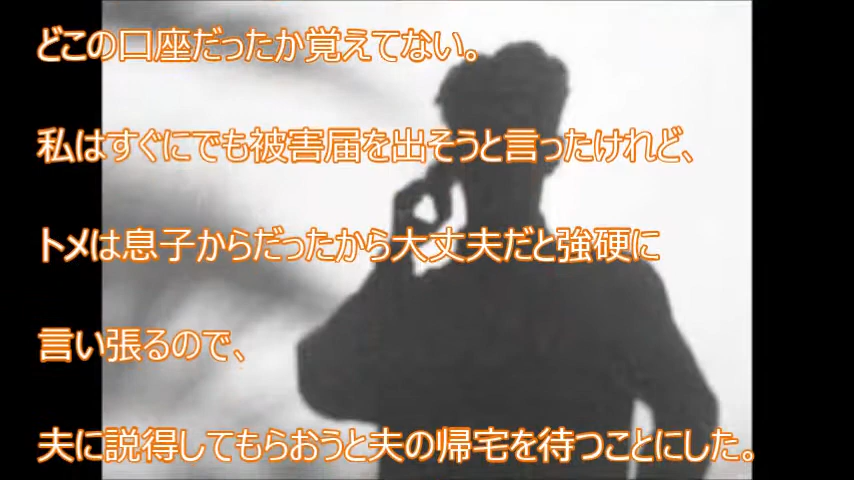 どこの口座だったか覚えてない。
私はすぐにでも被害届を出そうと言ったけれど、
トメは息子からだったから大丈夫だと強硬に
言い張るので、
夫に説得してもらおうと夫の帰宅を待つことにした。